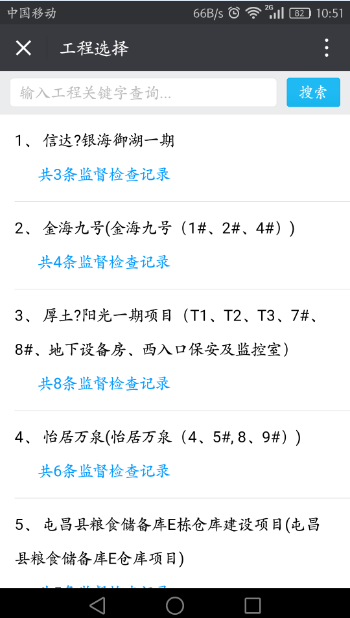 中国移动 66B/s 2G 82 10:51
工程选择
输入工程关键字查询... 搜索
1、 信达?银海御湖一期
共3条监督检查记录
2、 金海九号(金海九号（1#、2#、4#）)
共4条监督检查记录
3、 厚土?阳光一期项目（T1、T2、T3、7#、
8#、地下设备房、西入口保安及监控室）
共8条监督检查记录
4、 怡居万泉(怡居万泉（4、5#, 8、9#）)
共6条监督检查记录
5、 屯昌县粮食储备库E栋仓库建设项目(屯昌
县粮食储备库E仓库项目)